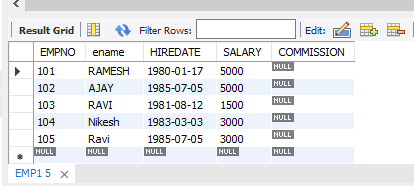 Result Grid Filter Rows: Edit:
EMPNO ename HIREDATE SALARY COMMISSION
101 RAMESH 1980-01-17 5000 NULL
102 AJAY 1985-07-05 5000 NULL
103 RAVI 1981-08-12 1500 NULL
104 Nikesh 1983-03-03 3000 NULL
105 Ravi 1985-07-05 3000 NULL
NULL NULL NULL NULL NULL
EMP1 5 ×